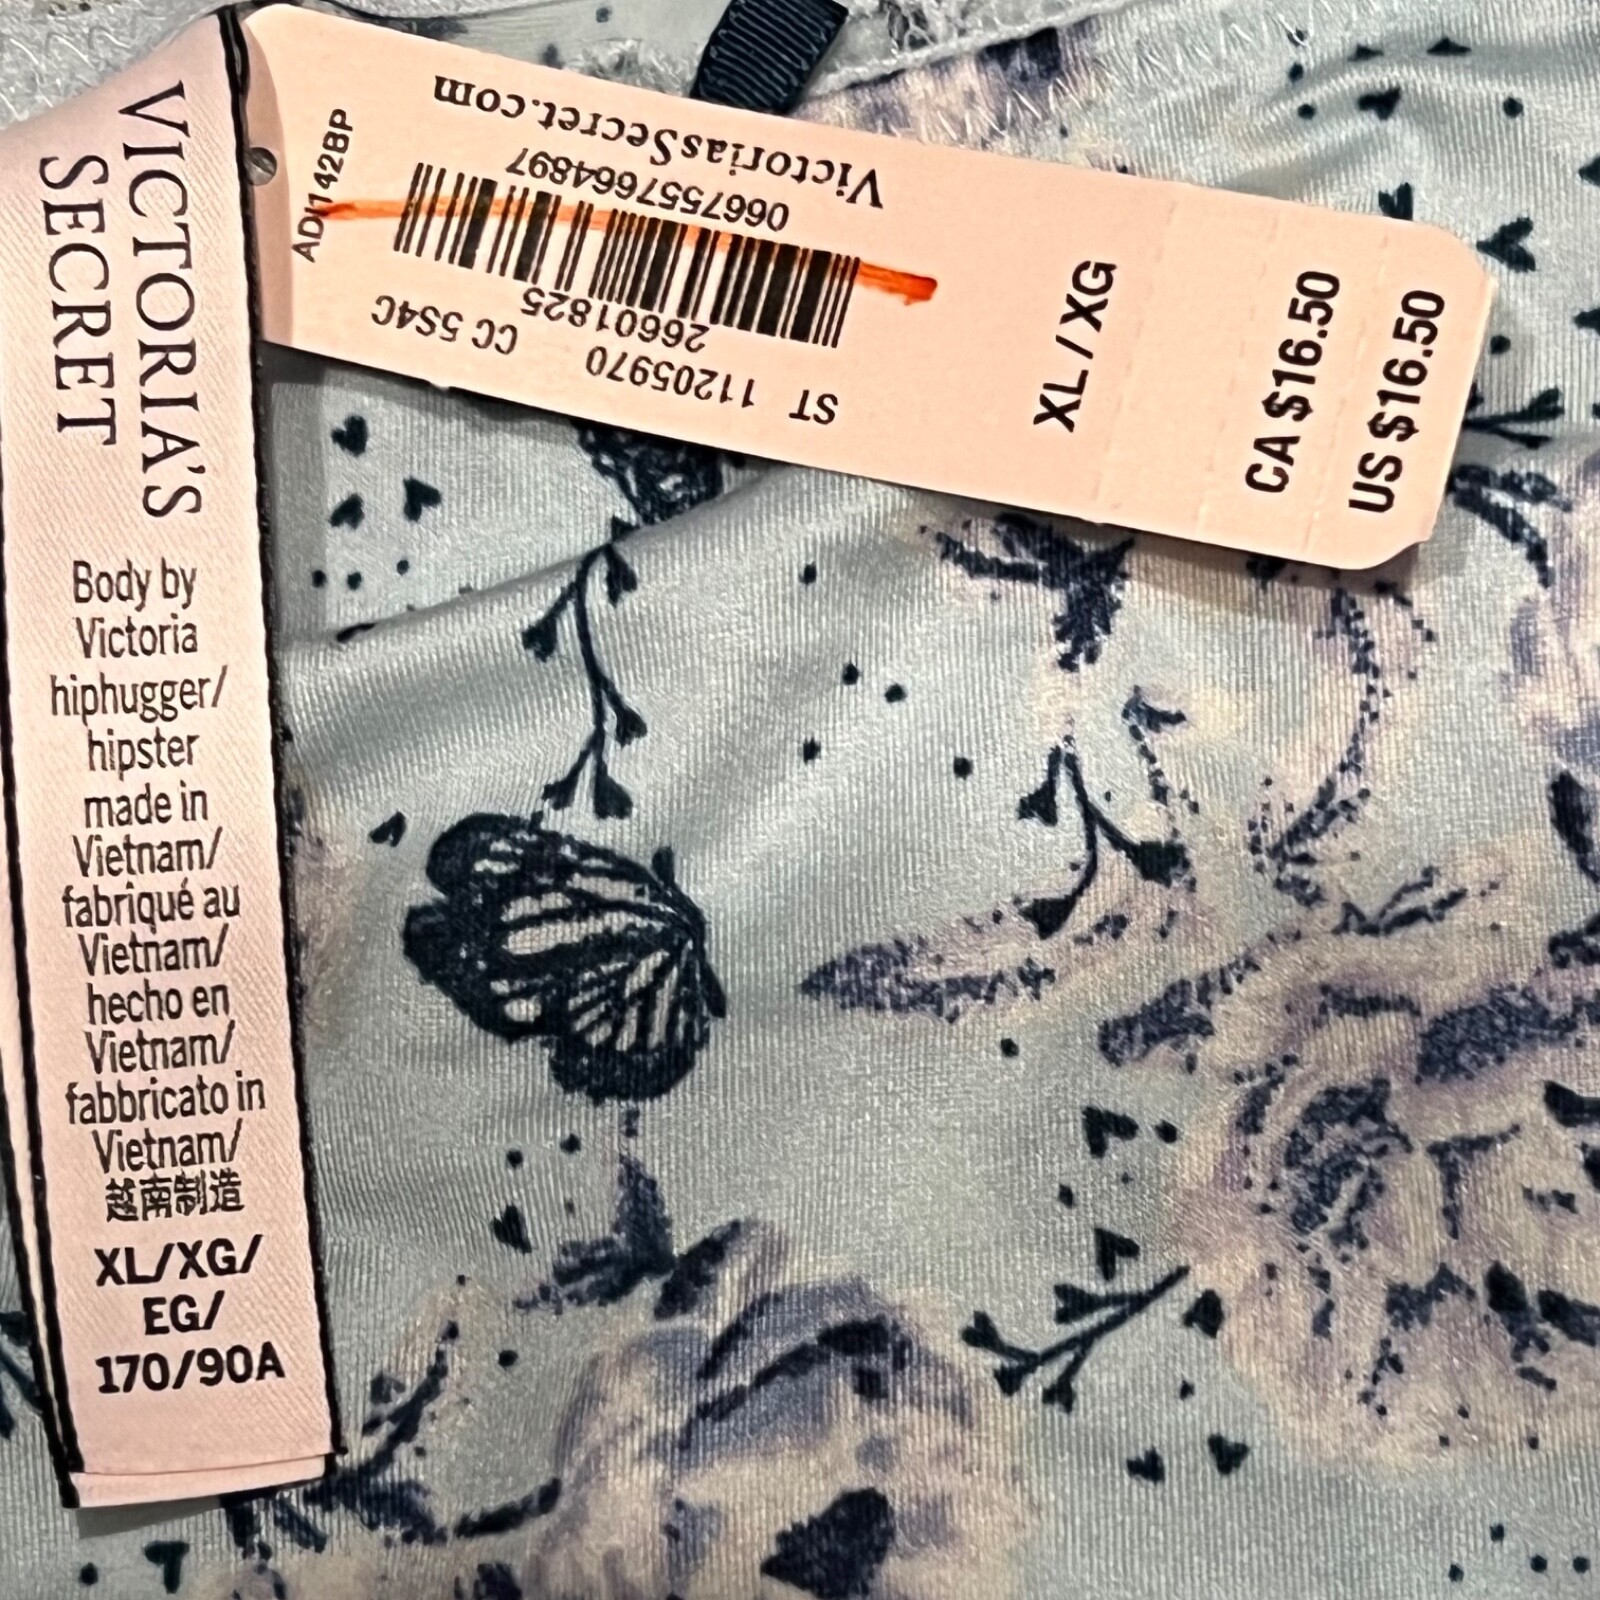 VICTORIA'S
SECRET
Body by
Victoria
hiphugger/
hipster
made in
Vietnam/
fabriqué au
Vietnam/
hecho en
Vietnam/
fabbricato in
Vietnam/
越南制造
XL/XG/
EG/
170/90A
ADI142BP
ST 11205970 CC 5S4C
26601825
0667557664897
VictoriasSecret.com
XL/XG
CA $16.50
US $16.50